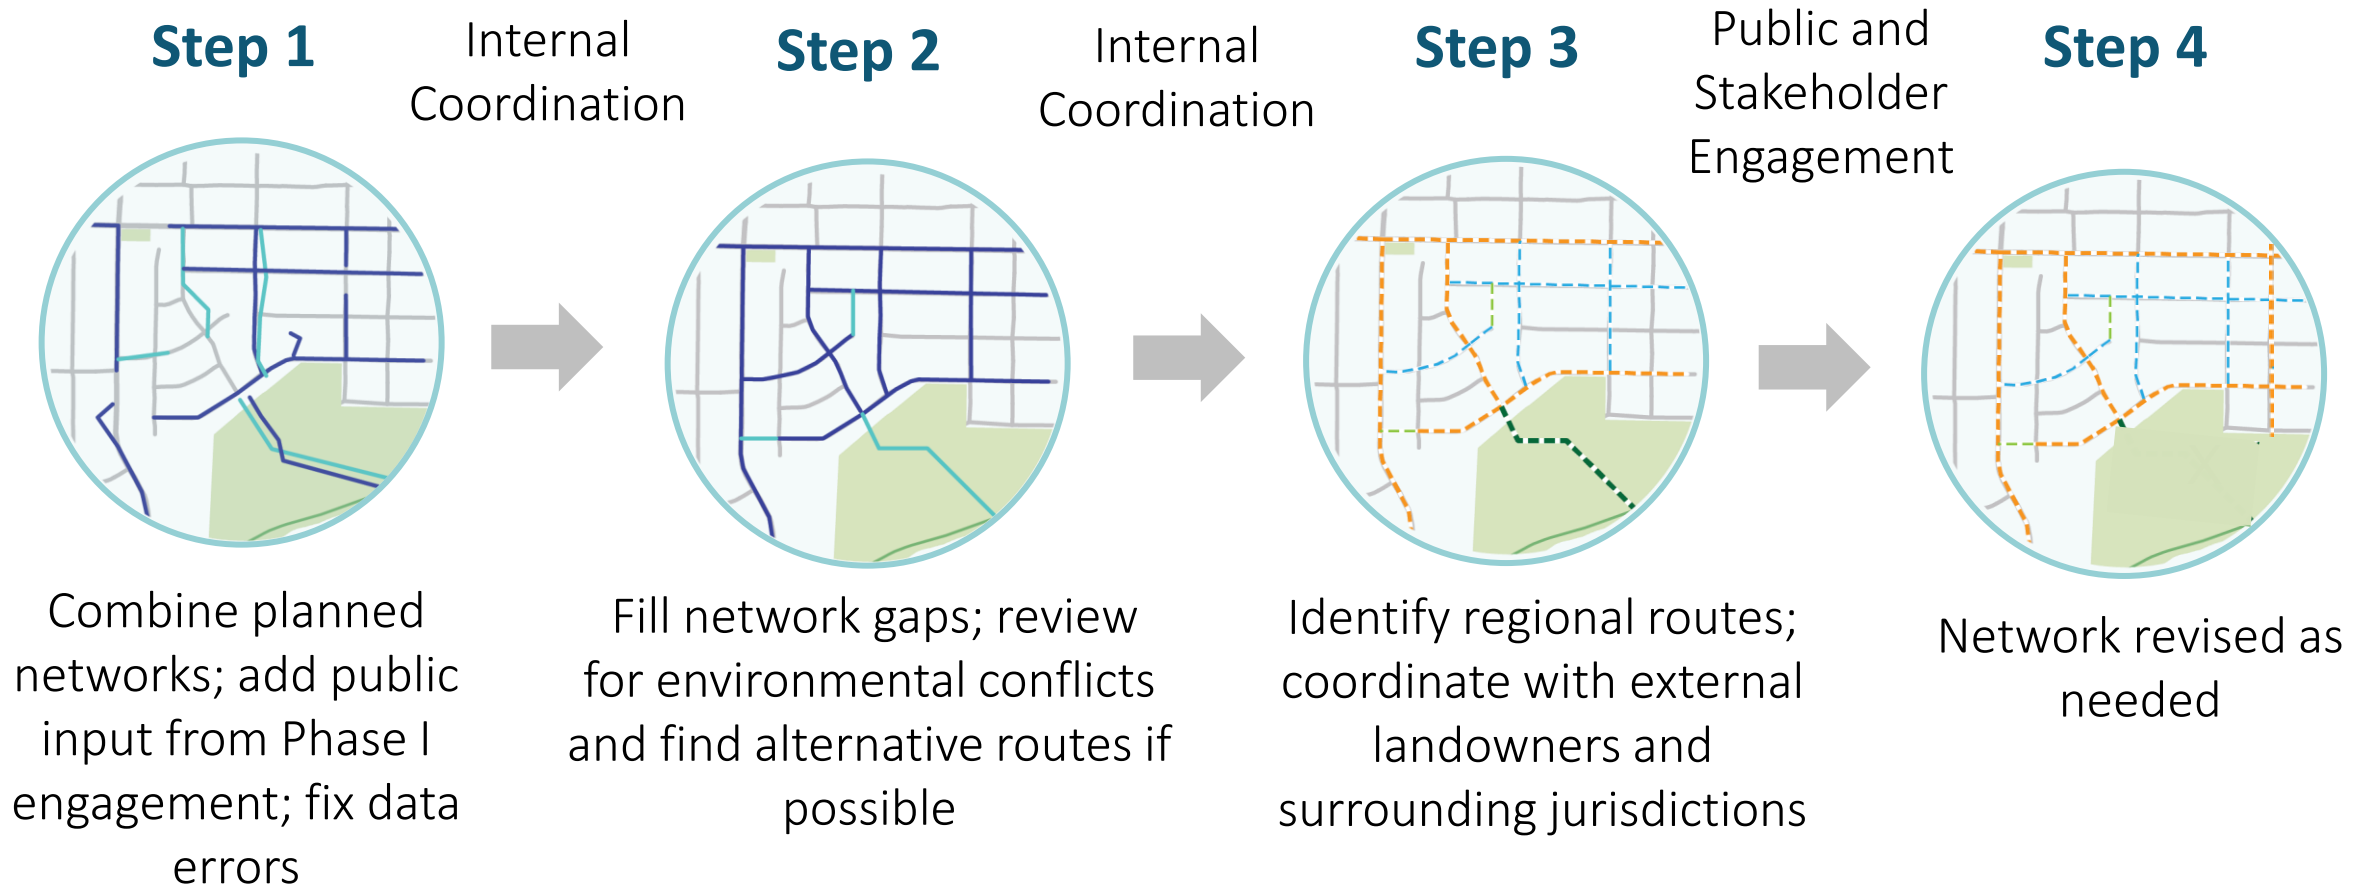 Step 1
Internal
Coordination
Step 2
Internal
Coordination
Step 3
Public and
Stakeholder
Engagement
Step 4
Combine planned
networks; add public
input from Phase I
engagement; fix data
errors
Fill network gaps; review
for environmental conflicts
and find alternative routes if
possible
Identify regional routes;
coordinate with external
landowners and
surrounding jurisdictions
Network revised as
needed